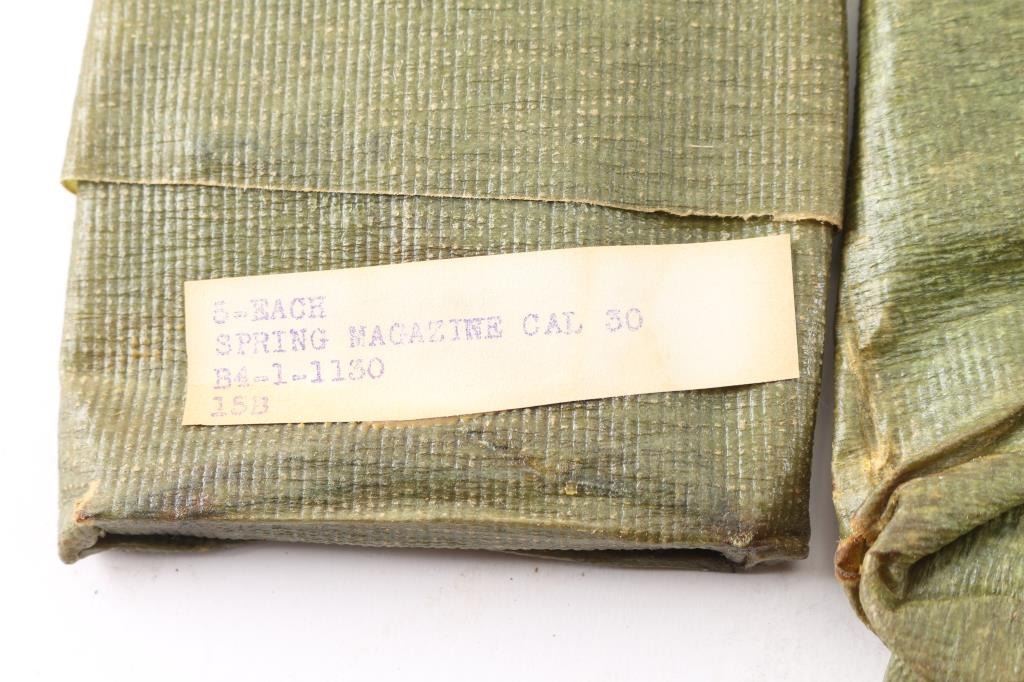 5-EACH
SPRING MAGAZINE CAL 30
B4-1-1130
15B